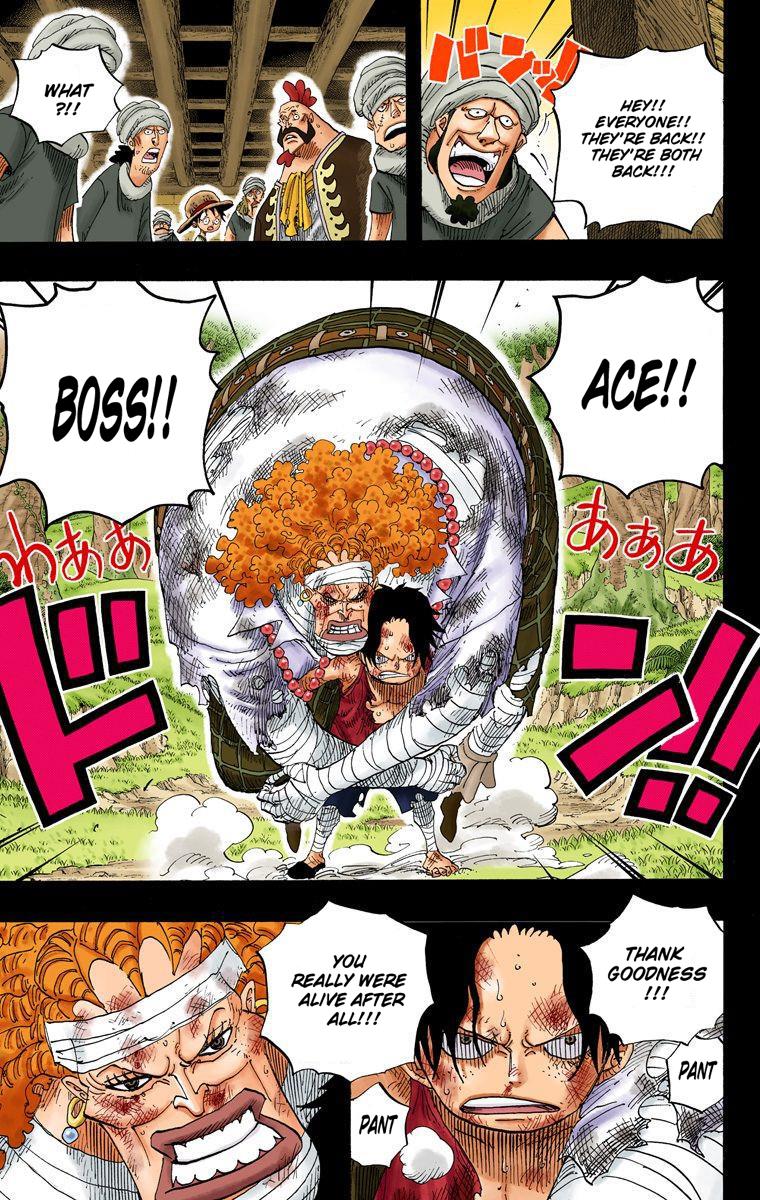 バンッ!
HEY!!
EVERYONE!!
THEY'RE BACK!!
THEY'RE BOTH
BACK!!!
WHAT
?!!
ACE!!
BOSS!!
あぁあ
わぁあ
ドン!!
THANK
GOODNESS
!!!
PANT
PANT
YOU
REALLY WERE
ALIVE AFTER
ALL!!!